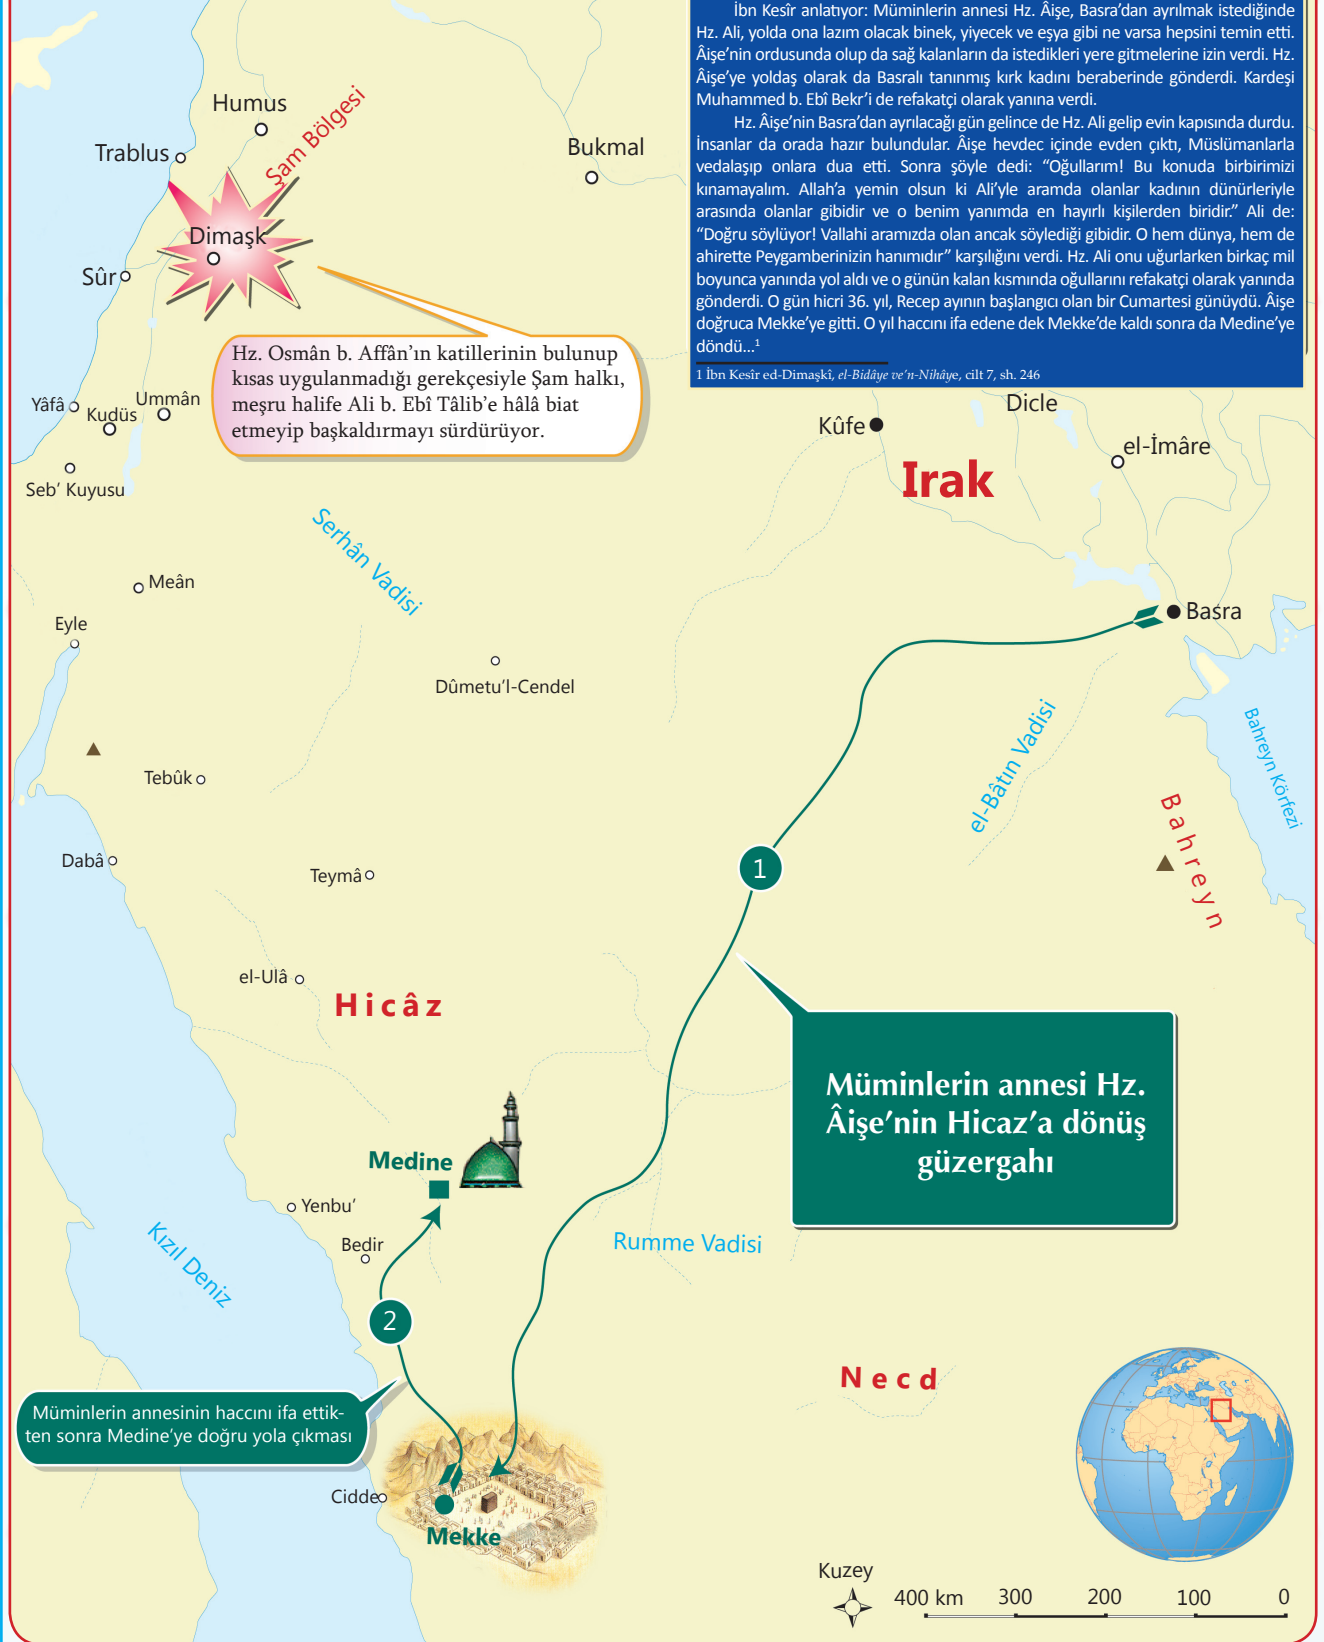 İbn Kesîr anlatıyor: Müminlerin annesi Hz. Âişe, Basra’dan ayrılmak istediğinde
Hz. Ali, yolda ona lazım olacak binek, yiyecek ve eşya gibi ne varsa hepsini temin etti.
Âişe’nin ordusunda olup da sağ kalanların da istedikleri yere gitmelerine izin verdi. Hz.
Âişe’ye yoldaş olarak da Basralı tanınmış kırk kadını beraberinde gönderdi. Kardeşi
Muhammed b. Ebî Bekr’i de refakatçi olarak yanına verdi.
Hz. Âişe’nin Basra’dan ayrılacağı gün gelince de Hz. Ali gelip evin kapısında durdu.
İnsanlar da orada hazır bulundular. Âişe hevdec içinde evden çıktı, Müslümanlarla
vedalaşıp onlara dua etti. Sonra şöyle dedi: “Oğullarım! Bu konuda birbirimizi
kınamayalım. Allah’a yemin olsun ki Ali’yle aramda olanlar kadının dünürleriyle
arasında olanlar gibidir ve o benim yanımda en hayırlı kişilerden biridir.” Ali de:
“Doğru söylüyor! Vallahi aramızda olan ancak söylediği gibidir. O hem dünya, hem de
ahirette Peygamberinizin hanımıdır” karşılığını verdi. Hz. Ali onu uğurlarken birkaç mil
boyunca yanında yol aldı ve o günün kalan kısmında oğullarını refakatçi olarak yanında
gönderdi. O gün hicri 36. yıl, Recep ayının başlangıcı olan bir Cumartesi günüydü. Âişe
doğruca Mekke’ye gitti. O yıl haccını ifa edene dek Mekke’de kaldı sonra da Medine’ye
döndü...1
1 İbn Kesîr ed-Dimaşkî, el-Bidâye ve’n-Nihâye, cilt 7, sh. 246
Humus
Şam Bölgesi
Trablus
Bukmal
Dimaşk
Sûr
Hz. Osmân b. Affân’ın katillerinin bulunup
kısas uygulanmadığı gerekçesiyle Şam halkı,
meşru halife Ali b. Ebî Tâlib’e hâlâ biat
etmeyip başkaldırmayı sürdürüyor.
Yâfâ
Kudüs
Ummân
Seb’ Kuyusu
Dicle
Kûfe
el-İmâre
Irak
Serhân Vadisi
Meân
Eyle
Basra
Dûmetu’l-Cendel
el-Bâtın Vadisi
Bahreyn Körfezi
Tebûk
Bahreyn
Dabâ
Teymâ
1
el-Ulâ
Hicâz
Müminlerin annesi Hz.
Âişe’nin Hicaz’a dönüş
güzergahı
Medine
Yenbu’
Bedir
Rumme Vadisi
Kızıl Deniz
2
Necd
Müminlerin annesinin haccını ifa ettik-
ten sonra Medine’ye doğru yola çıkması
Cidde
Mekke
Kuzey
400 km 300 200 100 0